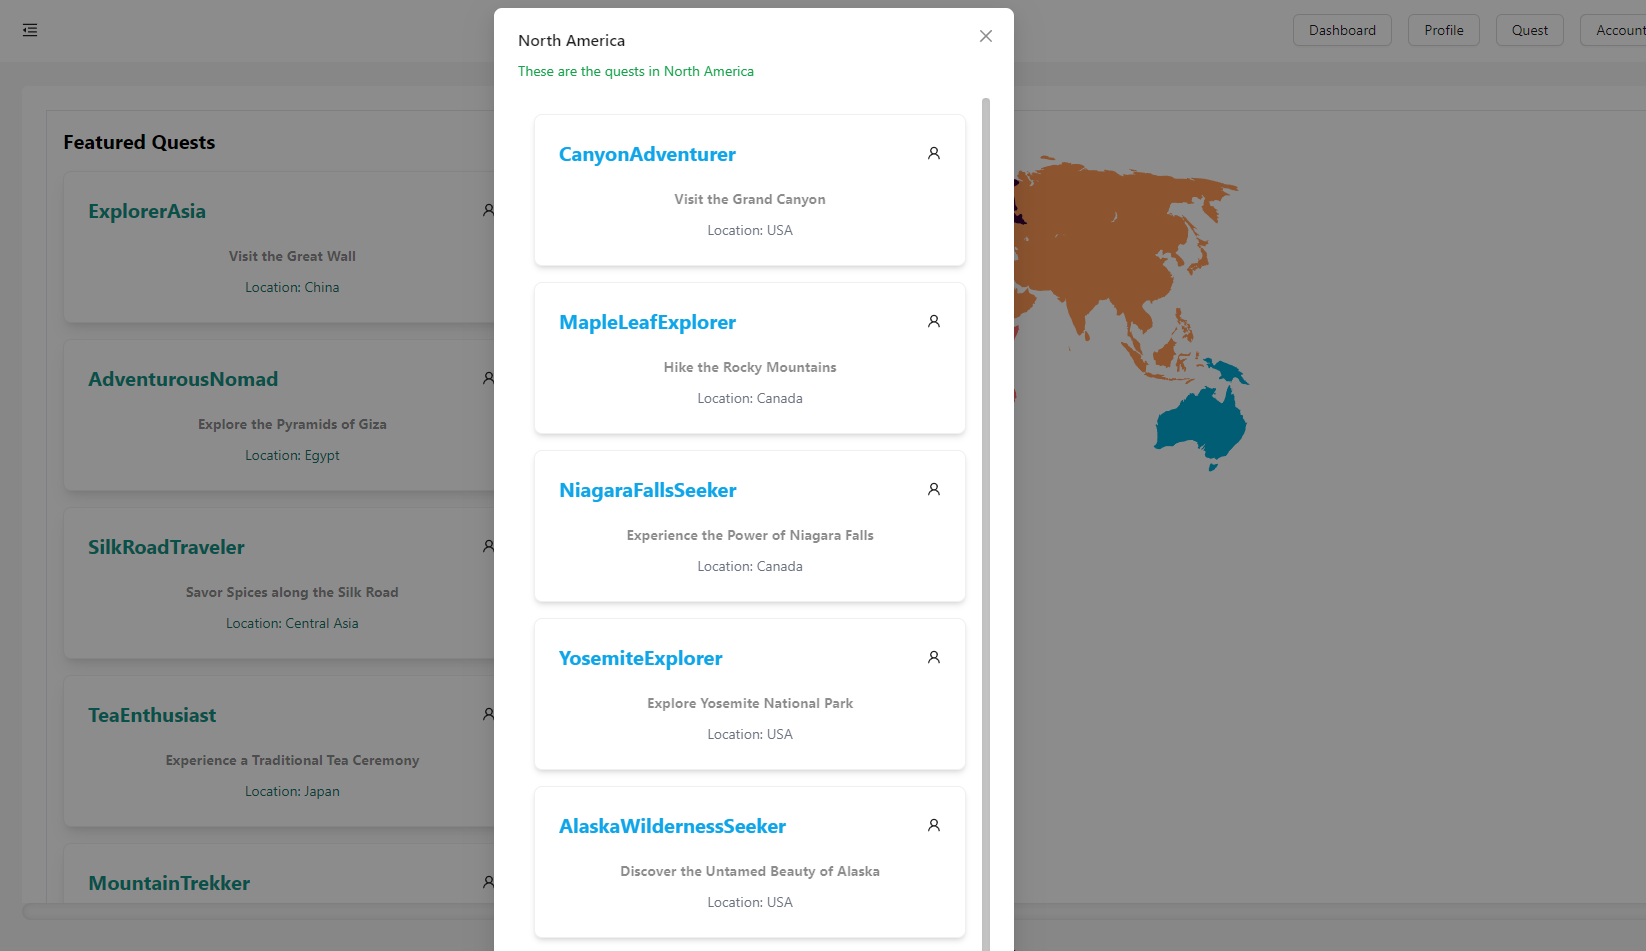 Dashboard
Profile
Quest
Account
North America
These are the quests in North America
CanyonAdventurer
Visit the Grand Canyon
Location: USA
MapleLeafExplorer
Hike the Rocky Mountains
Location: Canada
NiagaraFallsSeeker
Experience the Power of Niagara Falls
Location: Canada
YosemiteExplorer
Explore Yosemite National Park
Location: USA
AlaskaWildernessSeeker
Discover the Untamed Beauty of Alaska
Location: USA
Featured Quests
ExplorerAsia
Visit the Great Wall
Location: China
AdventurousNomad
Explore the Pyramids of Giza
Location: Egypt
SilkRoadTraveler
Savor Spices along the Silk Road
Location: Central Asia
TeaEnthusiast
Experience a Traditional Tea Ceremony
Location: Japan
MountainTrekker